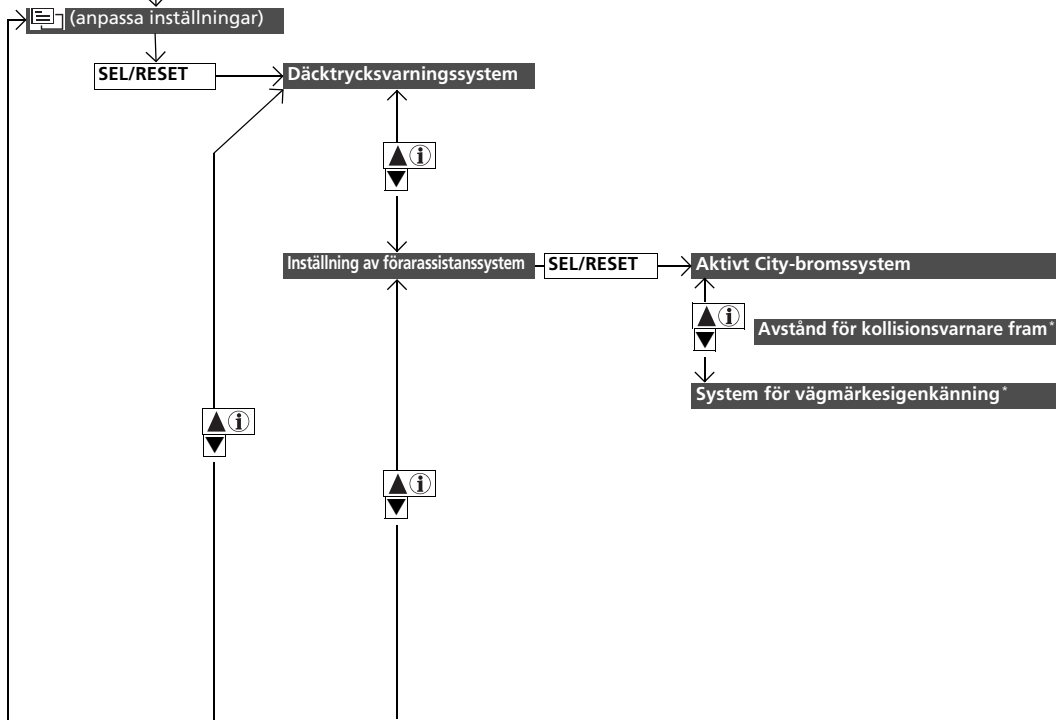 (anpassa inställningar)
SEL/RESET
Däcktrycksvarningssystem
Inställning av förarassistanssystem
SEL/RESET
Aktivt City-bromssystem
Avstånd för kollisionsvarnare fram*
System för vägmärkesigenkänning*